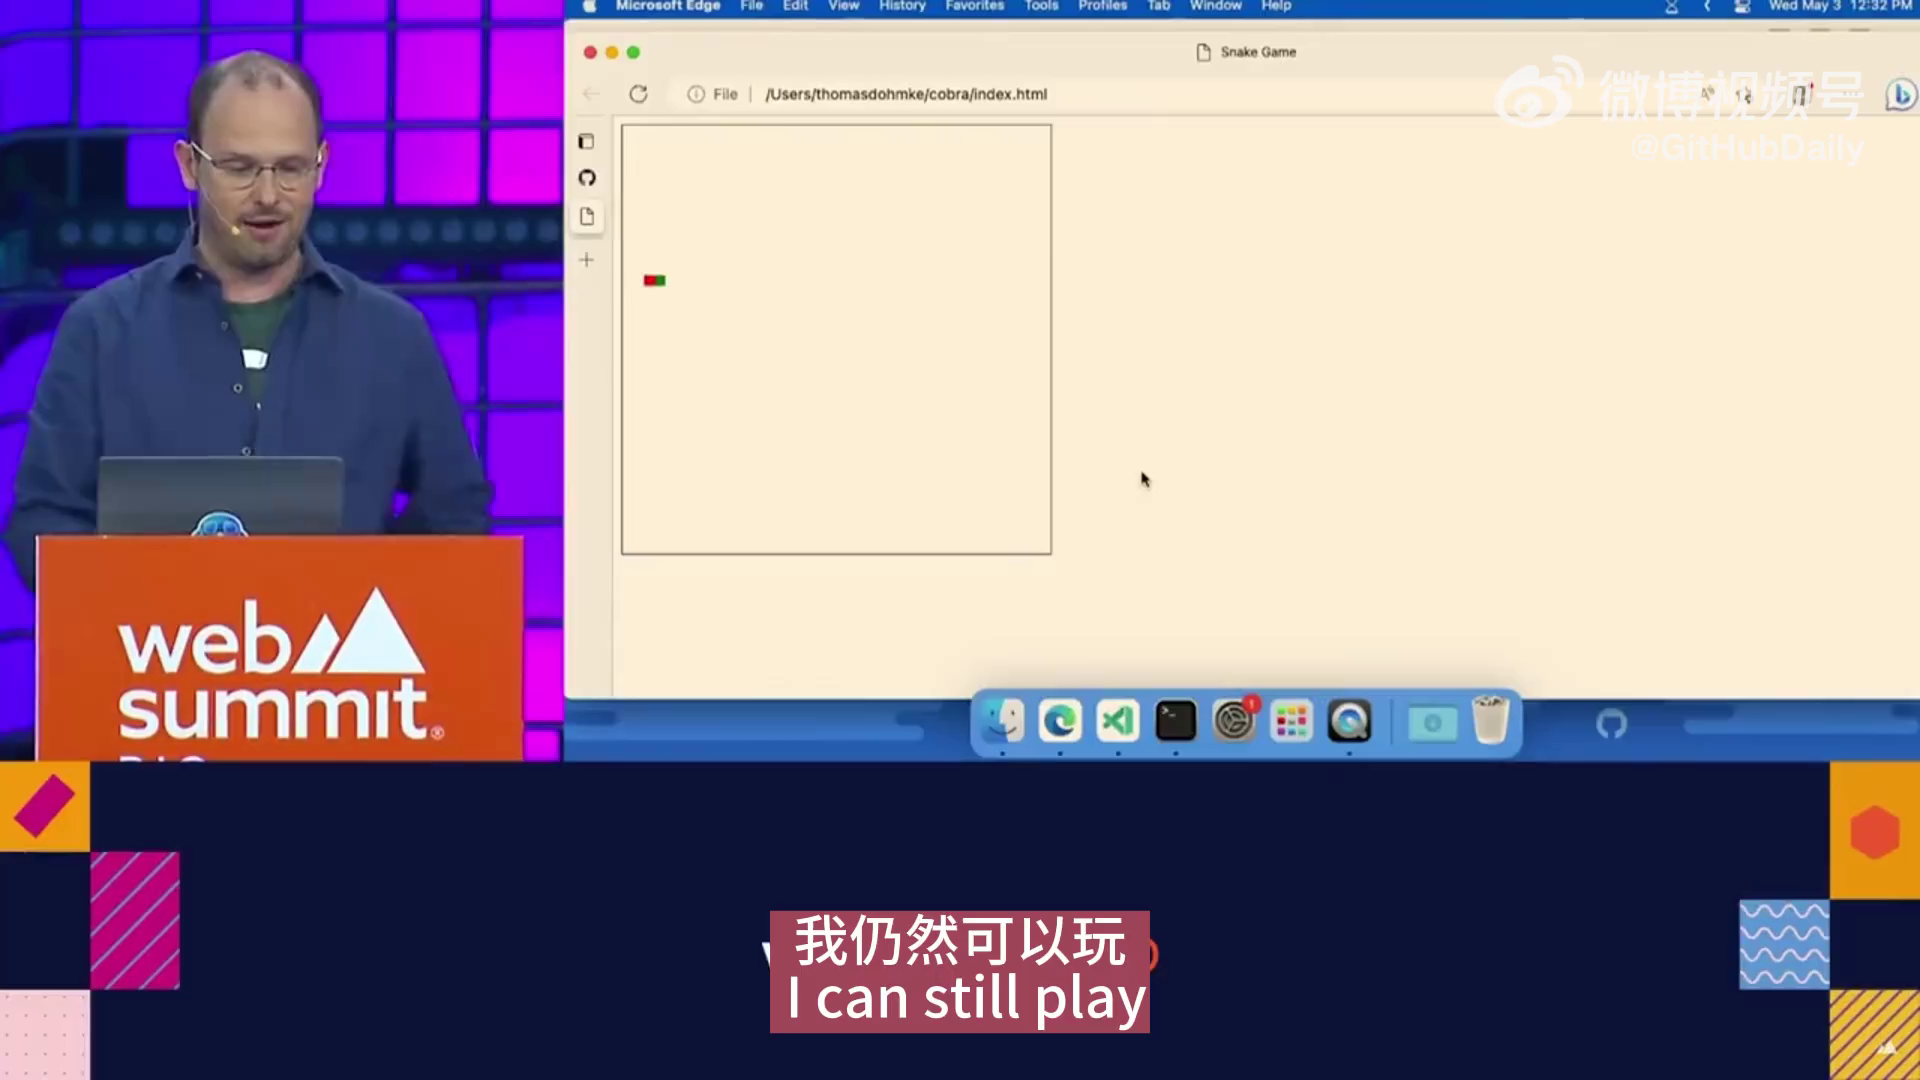 Microsoft Edge File Edit View History Favorites Tools Profiles Tab Window Help
Wed May 3 12:32 PM
Snake Game
File | /Users/thomasdohmke/cobra/index.html
微博视频号
@GitHubDaily
1
web
summit®
我仍然可以玩
I can still play